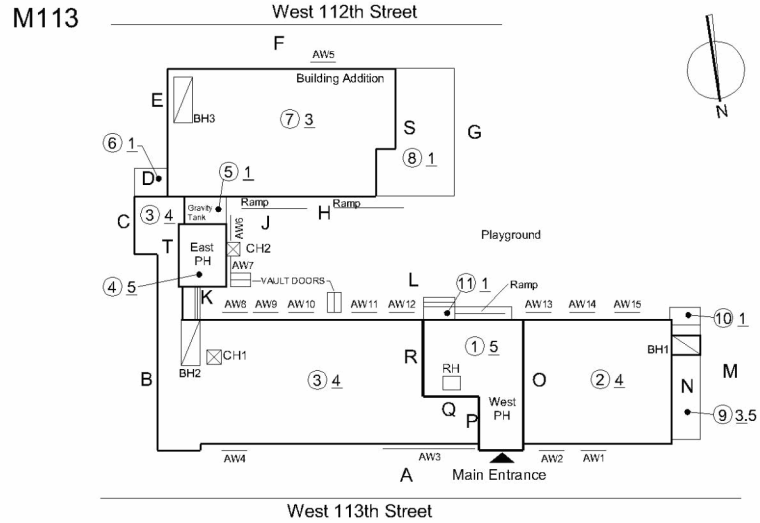 M113
West 112th Street
F
AW5
Building Addition
E
BH3
⑦ 3
S
G
N
⑥ 1
⑧ 1
D
⑤ 1
C
③ 4
Gravity
Tank
Ramp
H
Ramp
J
AW6
T
East
PH
CH2
Playground
AW7
VAULT DOORS
④ 5
K
L
⑪ 1
Ramp
AW8
AW9
AW10
AW11
AW12
AW13
AW14
AW15
⑩ 1
BH2
CH1
B
③ 4
R
① 5
RH
O
② 4
BH1
M
N
Q
P
West
PH
⑨ 3.5
AW4
AW3
AW2
AW1
A
Main Entrance
West 113th Street